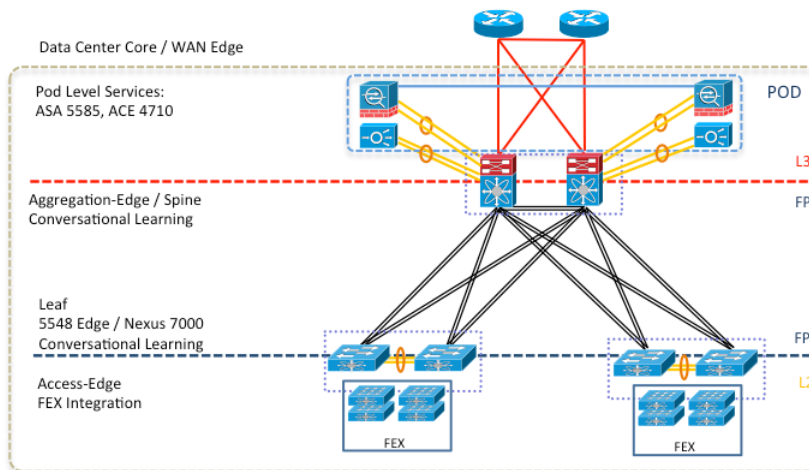 Data Center Core / WAN Edge
Pod Level Services:
ASA 5585, ACE 4710
POD
L3
Aggregation-Edge / Spine
Conversational Learning
FP
Leaf
5548 Edge / Nexus 7000
Conversational Learning
FP
Access-Edge
FEX Integration
L2
FEX
FEX